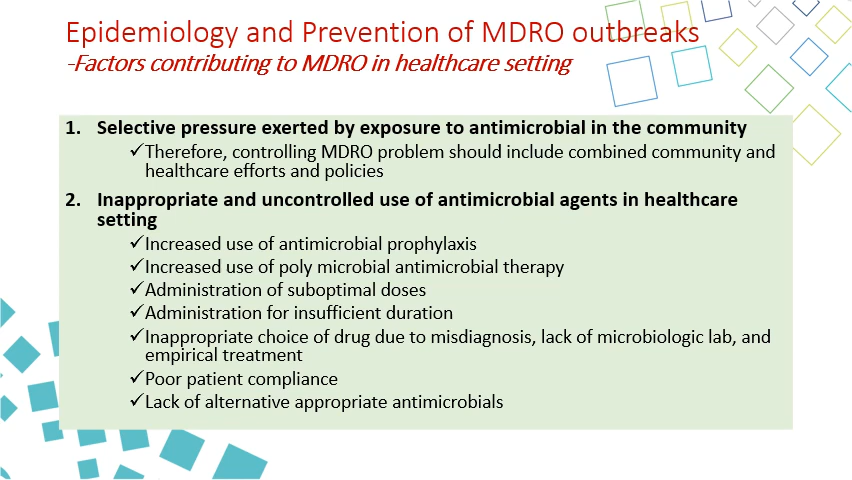 Epidemiology and Prevention of MDRO outbreaks
-Factors contributing to MDRO in healthcare setting
1. Selective pressure exerted by exposure to antimicrobial in the community
✓Therefore, controlling MDRO problem should include combined community and
healthcare efforts and policies
2. Inappropriate and uncontrolled use of antimicrobial agents in healthcare
setting
✓Increased use of antimicrobial prophylaxis
✓Increased use of poly microbial antimicrobial therapy
✓Administration of suboptimal doses
✓Administration for insufficient duration
✓Inappropriate choice of drug due to misdiagnosis, lack of microbiologic lab, and
empirical treatment
✓Poor patient compliance
✓Lack of alternative appropriate antimicrobials